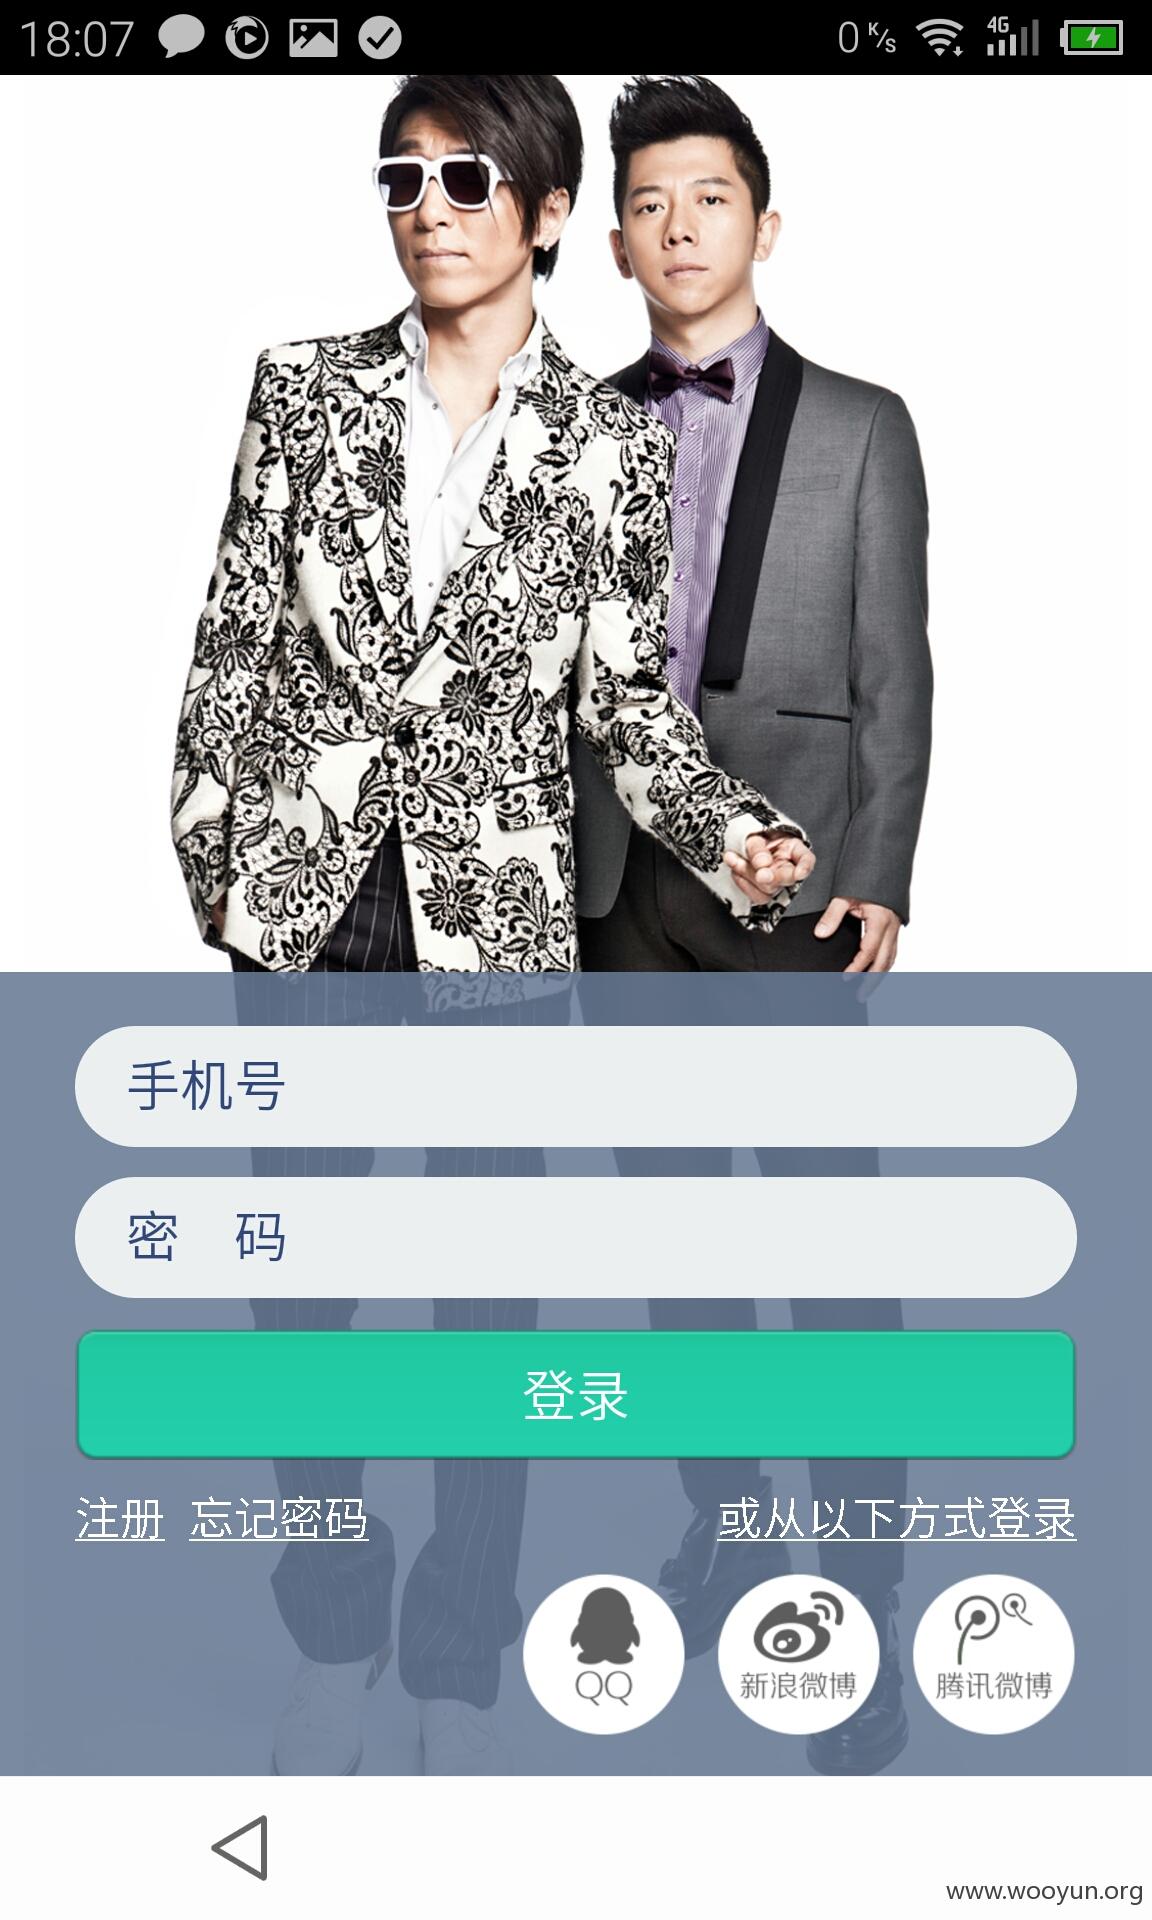 18:07 0 K/s 4G
手机号
密 码
登录
注册 忘记密码 或从以下方式登录
QQ 新浪微博 腾讯微博
www.wooyun.org